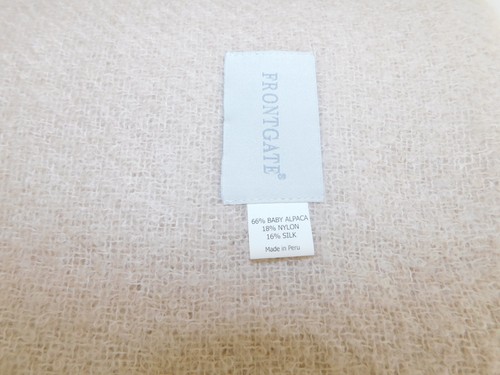 FRONTGATE®
66% BABY ALPACA
18% NYLON
16% SILK
Made in Peru